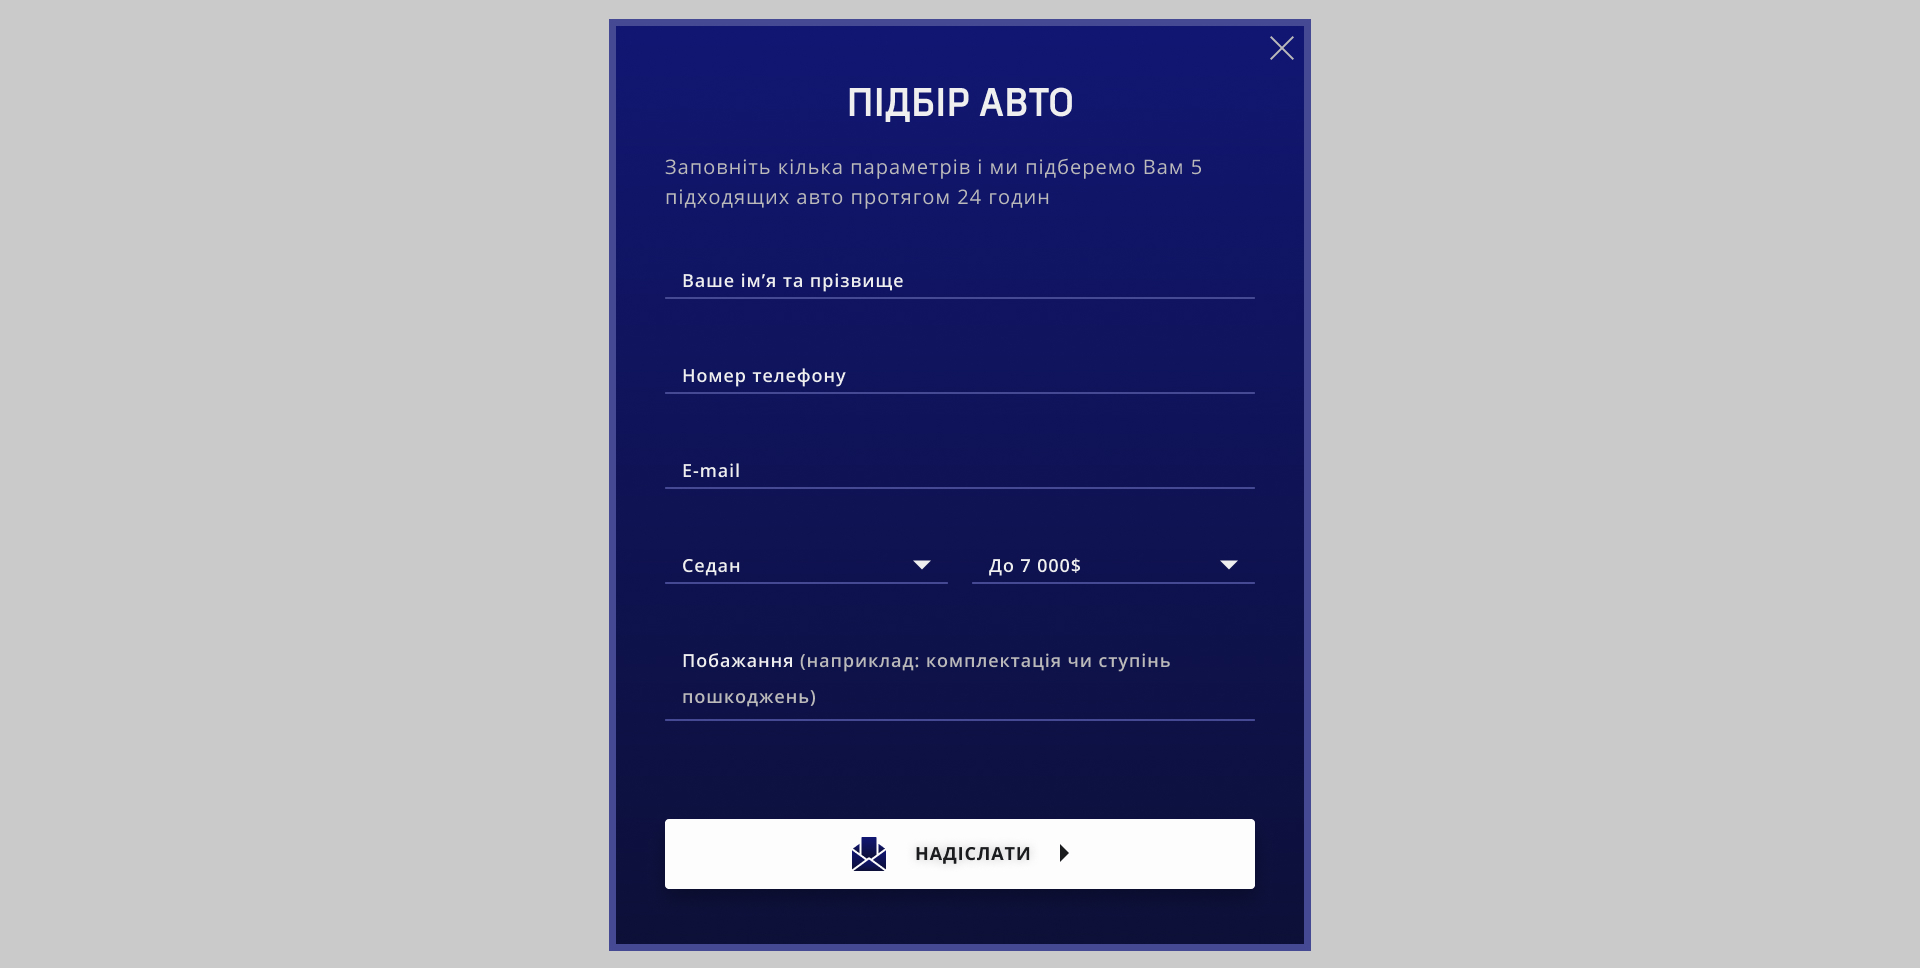 ПІДБІР АВТО
Заповніть кілька параметрів і ми підберемо Вам 5
підходящих авто протягом 24 годин
Ваше ім’я та прізвище
Номер телефону
E-mail
Седан
До 7 000$
Побажання (наприклад: комплектація чи ступінь
пошкоджень)
НАДІСЛАТИ